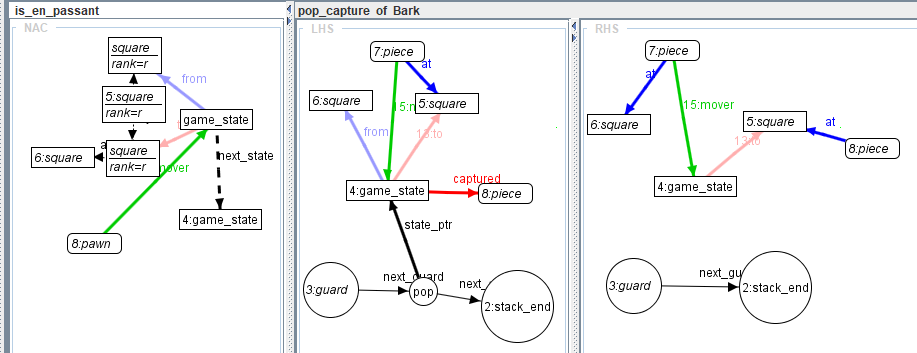 is_en_passant
NAC
square
rank=r
from
5:square
rank=r
game_state
6:square
square
rank=r
next_state
4:game_state
8:pawn
pop_capture of Bark
LHS
7:piece
at
6:square
5:square
from
13:to
captured
4:game_state
8:piece
state_ptr
next_guard
3:guard
pop
next_
2:stack_end
RHS
7:piece
at
15:mover
5:square
6:square
at
13:to
8:piece
4:game_state
next_gu
3:guard
2:stack_end